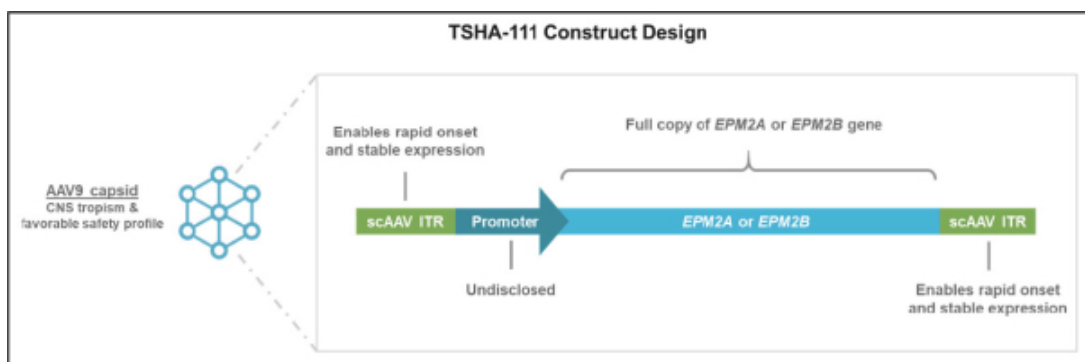 TSHA-111 Construct Design
AAV9 capsid
CNS tropism &
favorable safety profile
Enables rapid onset
and stable expression
Full copy of EPM2A or EPM2B gene
scAAV ITR
Promoter
EPM2A or EPM2B
scAAV ITR
Undisclosed
Enables rapid onset
and stable expression